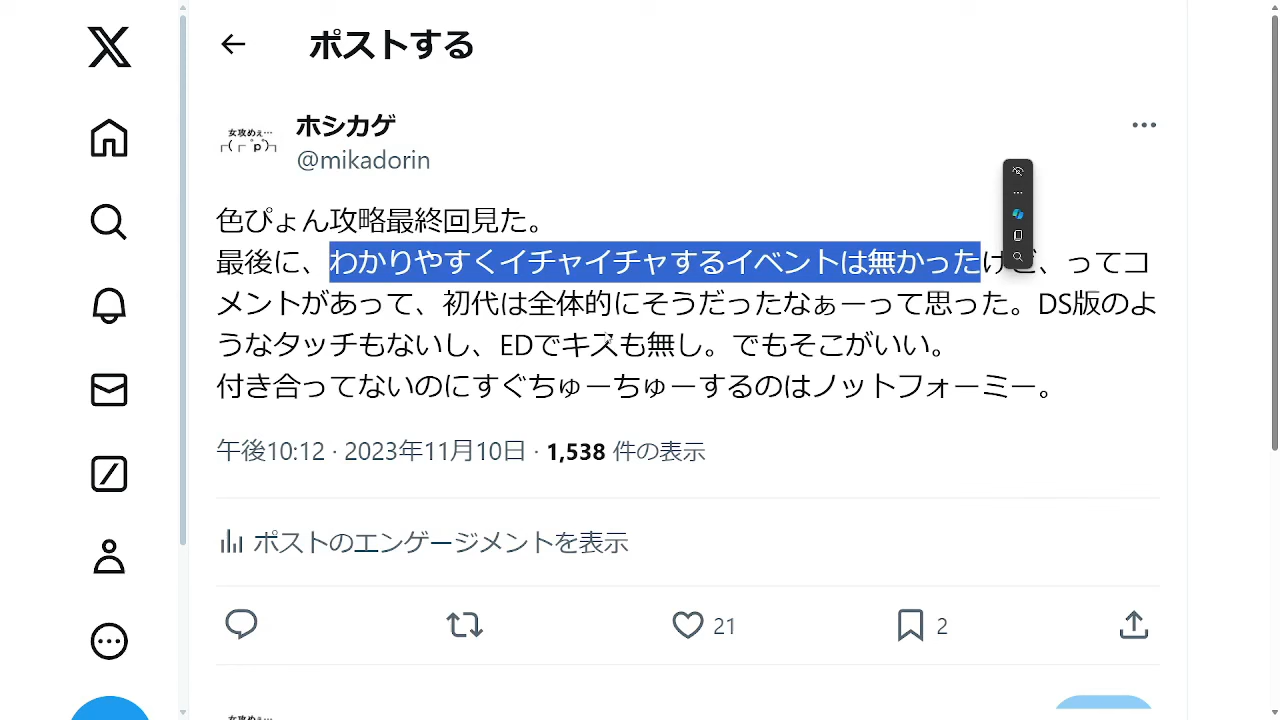 ポストする
女攻めぇ…
ホシカゲ
@mikadorin
色ぴょん攻略最終回見た。
最後に、わかりやすくイチャイチャするイベントは無かったけど、ってコ
メントがあって、初代は全体的にそうだったなぁーって思った。DS版のよ
うなタッチもないし、EDでキスも無し。でもそこがいい。
付き合ってないのにすぐちゅーちゅーするのはノットフォーミー。
午後10:12 · 2023年11月10日 · 1,538 件の表示
ポストのエンゲージメントを表示
21
2